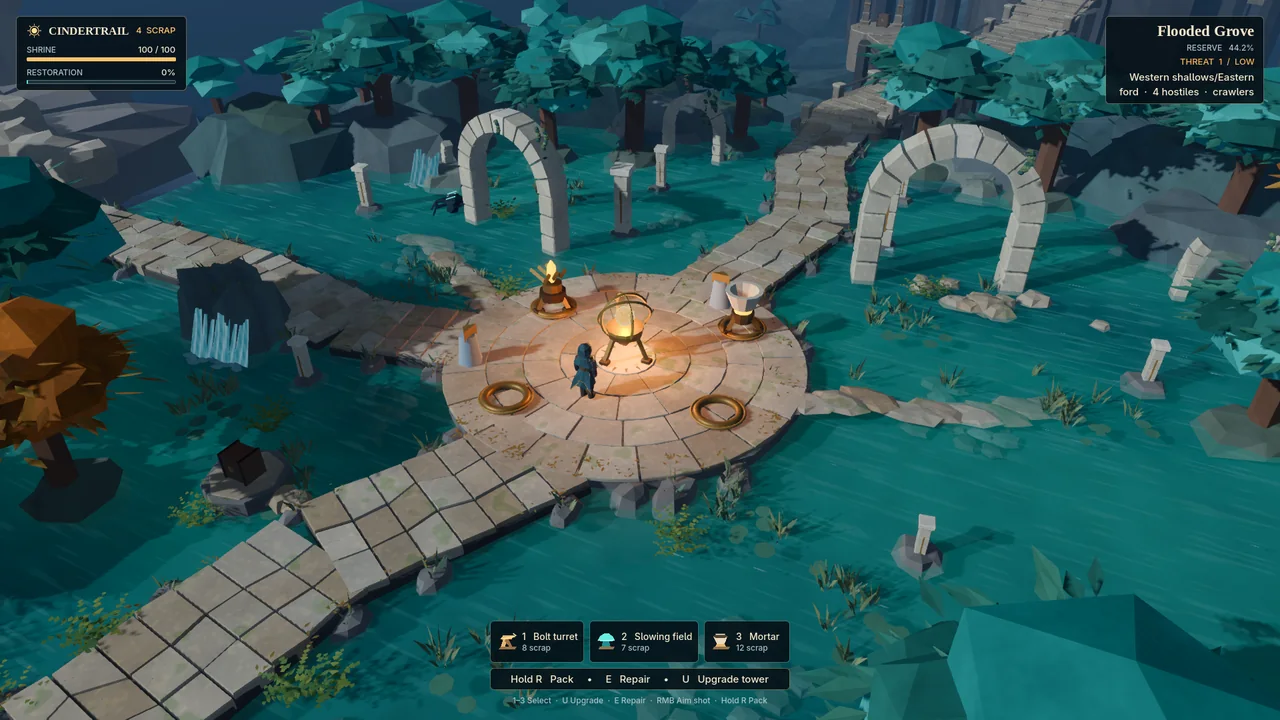 CINDERTRAIL 4 SCRAP
SHRINE 100 / 100
RESTORATION 0%
Flooded Grove
RESERVE 44.2%
THREAT 1 / LOW
Western shallows/Eastern
ford · 4 hostiles · crawlers
1 Bolt turret
8 scrap
2 Slowing field
7 scrap
3 Mortar
12 scrap
Hold R Pack • E Repair • U Upgrade tower
1–3 Select · U Upgrade · E Repair · RMB Aim shot · Hold R Pack